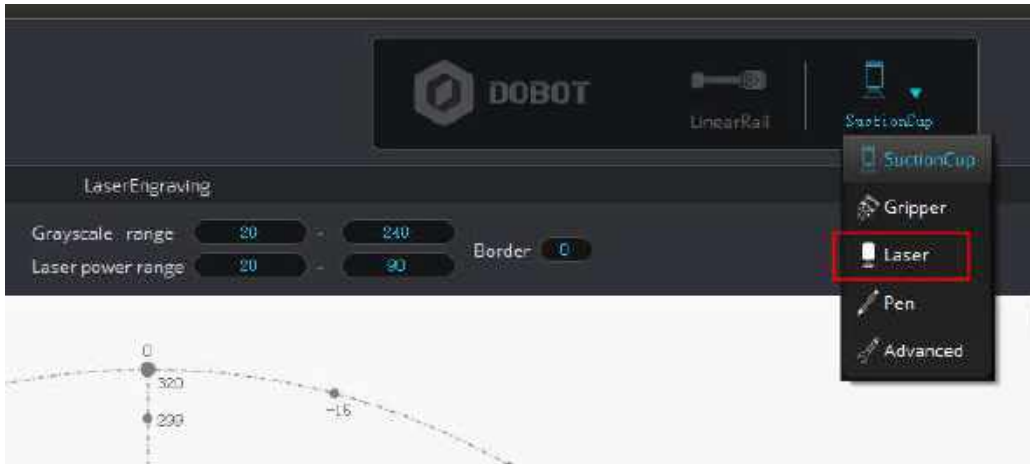 DOBOT
LinearRail
SuctionCup
SuctionCup
LaserEngraving
Gripper
Grayscale range 20 - 240
Border 0
Laser power range 20 - 90
Laser
Pen
Advanced
0
320
-16
299